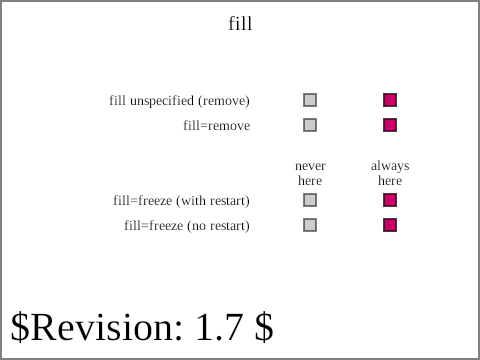 fill
fill unspecified (remove)
fill=remove
never always
here here
fill=freeze (with restart)
fill=freeze (no restart)
$Revision: 1.7 $